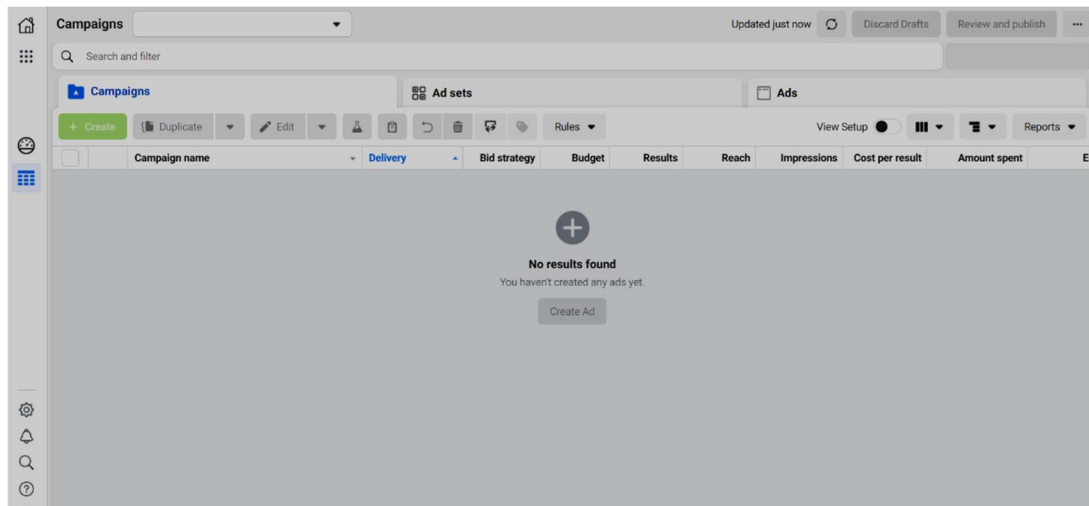 Campaigns
Updated just now
Discard Drafts
Review and publish
Search and filter
Campaigns
Ad sets
Ads
+ Create
Duplicate
Edit
Rules
View Setup
Reports
Campaign name
Delivery
Bid strategy
Budget
Results
Reach
Impressions
Cost per result
Amount spent
E
No results found
You haven't created any ads yet.
Create Ad